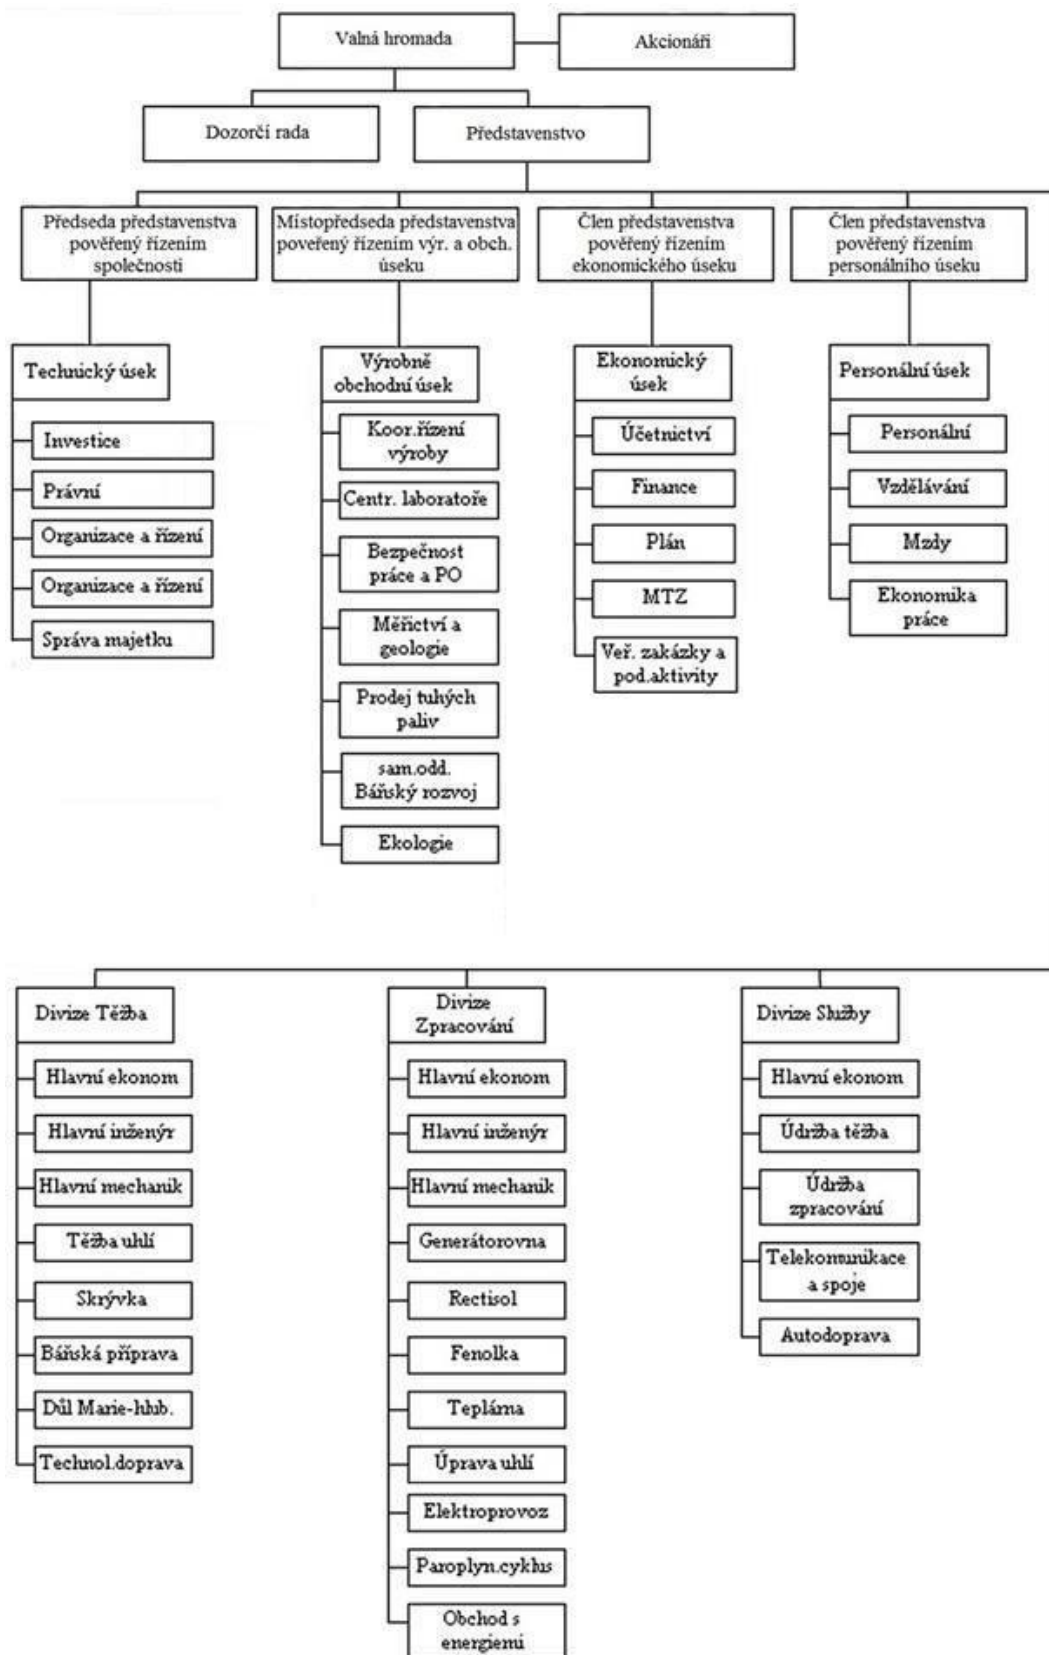 Valná hromada
Akcionáři
Dozorčí rada
Představenstvo
Předseda představenstva
pověřený řízením
společnosti
Místopředseda představenstva
poveřený řízením výr. a obch.
úseku
Člen představenstva
pověřený řízením
ekonomického úseku
Člen představenstva
pověřený řízením
personálního úseku
Technický úsek
Investice
Právní
Organizace a řízení
Organizace a řízení
Správa majetku
Výrobně
obchodní úsek
Koor.řízení
výroby
Centr. laboratoře
Bezpečnost
práce a PO
Měřictví a
geologie
Prodej tuhých
paliv
sam.odd.
Báňský rozvoj
Ekologie
Ekonomický
úsek
Účetnictví
Finance
Plán
MTZ
Veř. zakázky a
pod.aktivity
Personální úsek
Personální
Vzdělávání
Mzdy
Ekonomika
práce
Divize Těžba
Hlavní ekonom
Hlavní inženýr
Hlavní mechanik
Těžba uhlí
Skrývka
Báňská příprava
Důl Marie-hlub.
Technol.doprava
Divize
Zpracování
Hlavní ekonom
Hlavní inženýr
Hlavní mechanik
Generátorovna
Rectisol
Fenolka
Teplárna
Úprava uhlí
Elektroprovoz
Paroplyn.cyklus
Obchod s
energiemi
Divize Služby
Hlavní ekonom
Údržba těžba
Údržba
zpracování
Telekomunikace
a spoje
Autodoprava